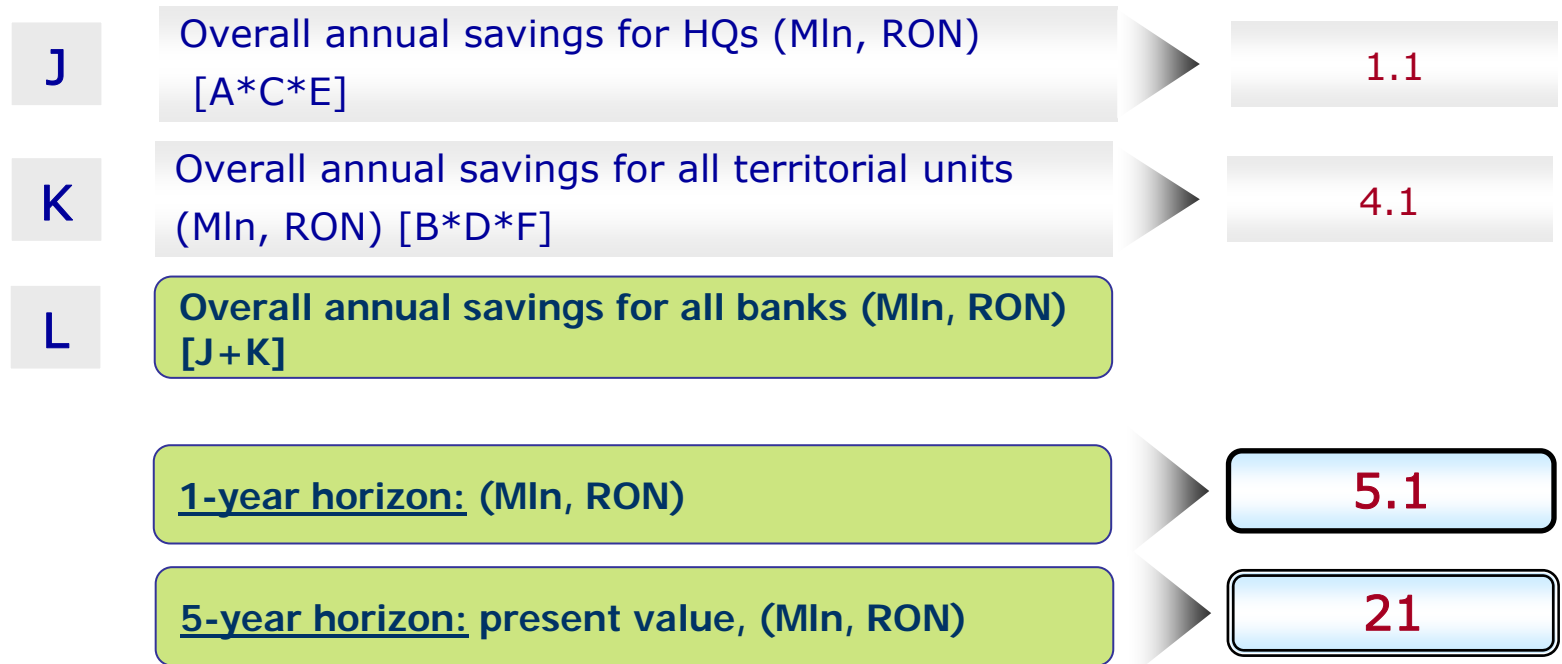 J
Overall annual savings for HQs (Mln, RON)
[A*C*E]
1.1
K
Overall annual savings for all territorial units
(Mln, RON) [B*D*F]
4.1
L
Overall annual savings for all banks (Mln, RON)
[J+K]
1-year horizon: (Mln, RON)
5.1
5-year horizon: present value, (Mln, RON)
21